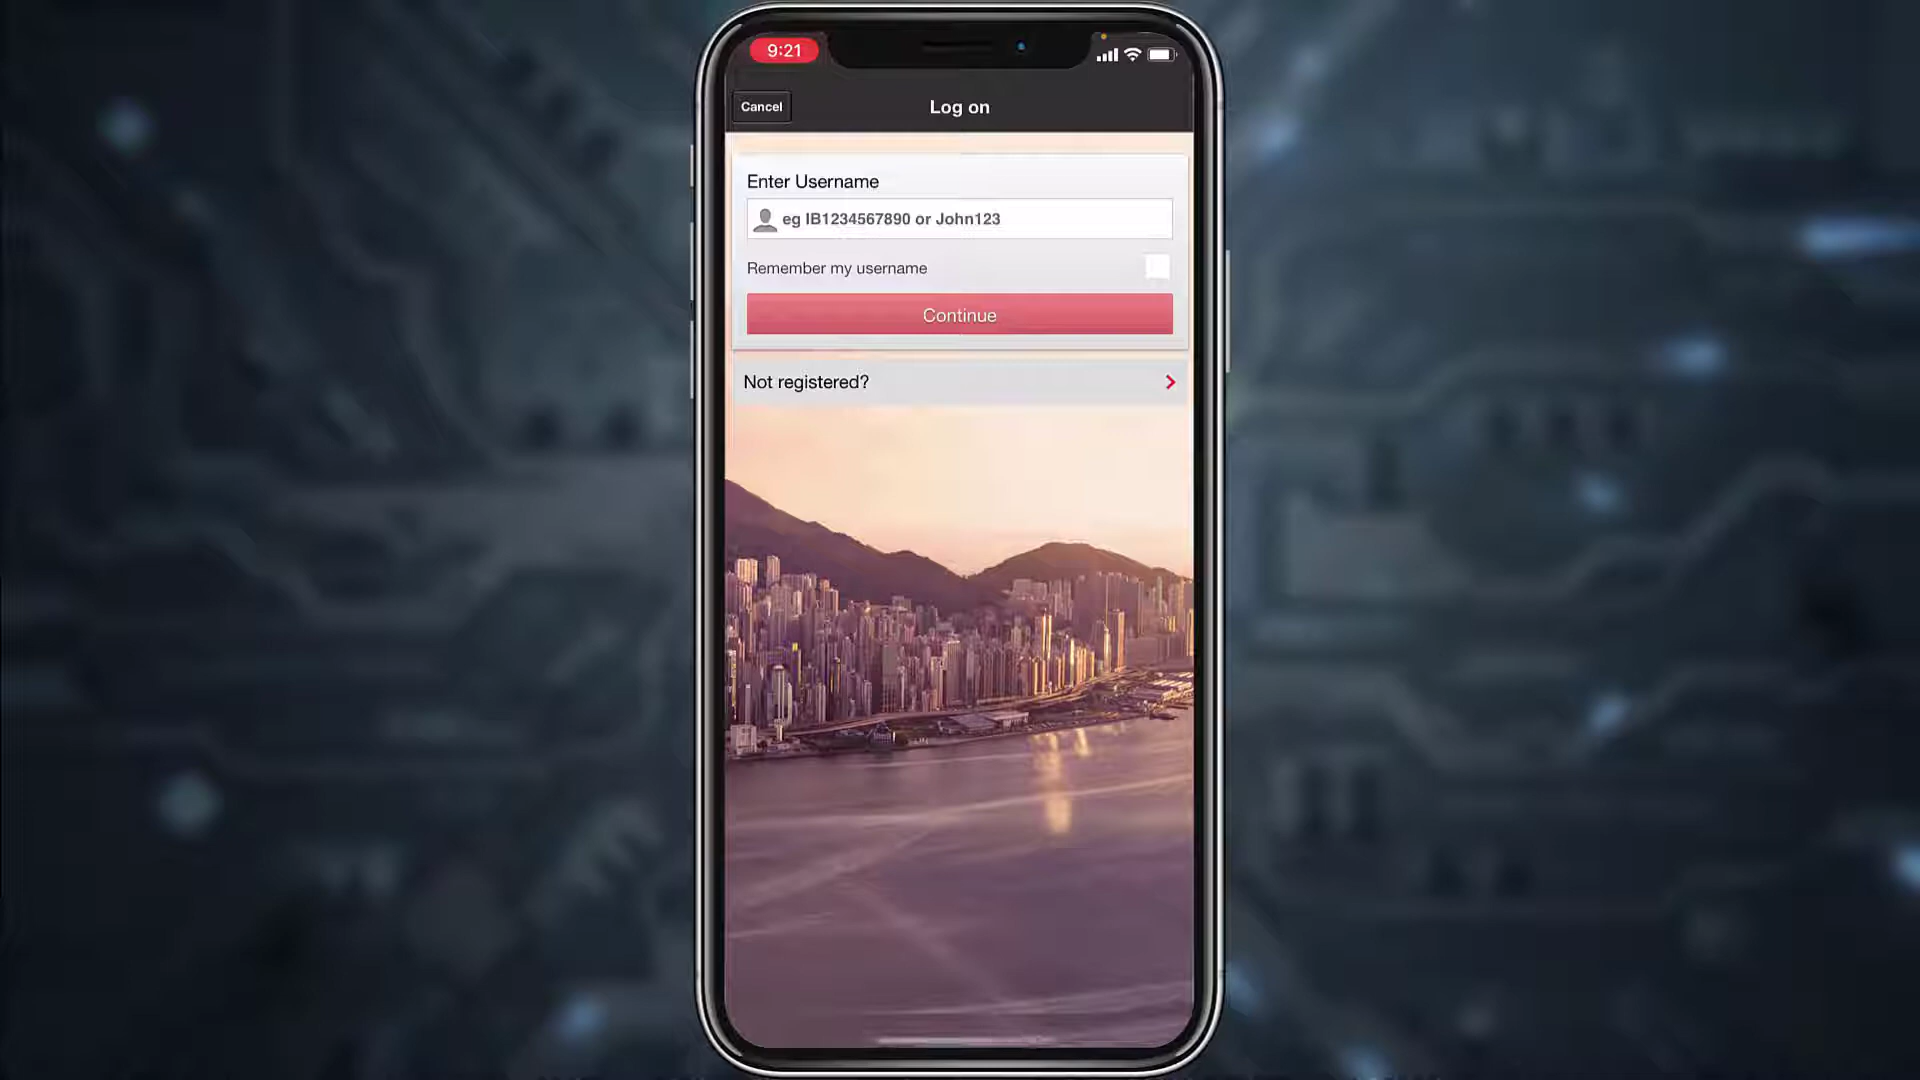 9:21
Cancel
Log on
Enter Username
eg IB1234567890 or John123
Remember my username
Continue
Not registered?